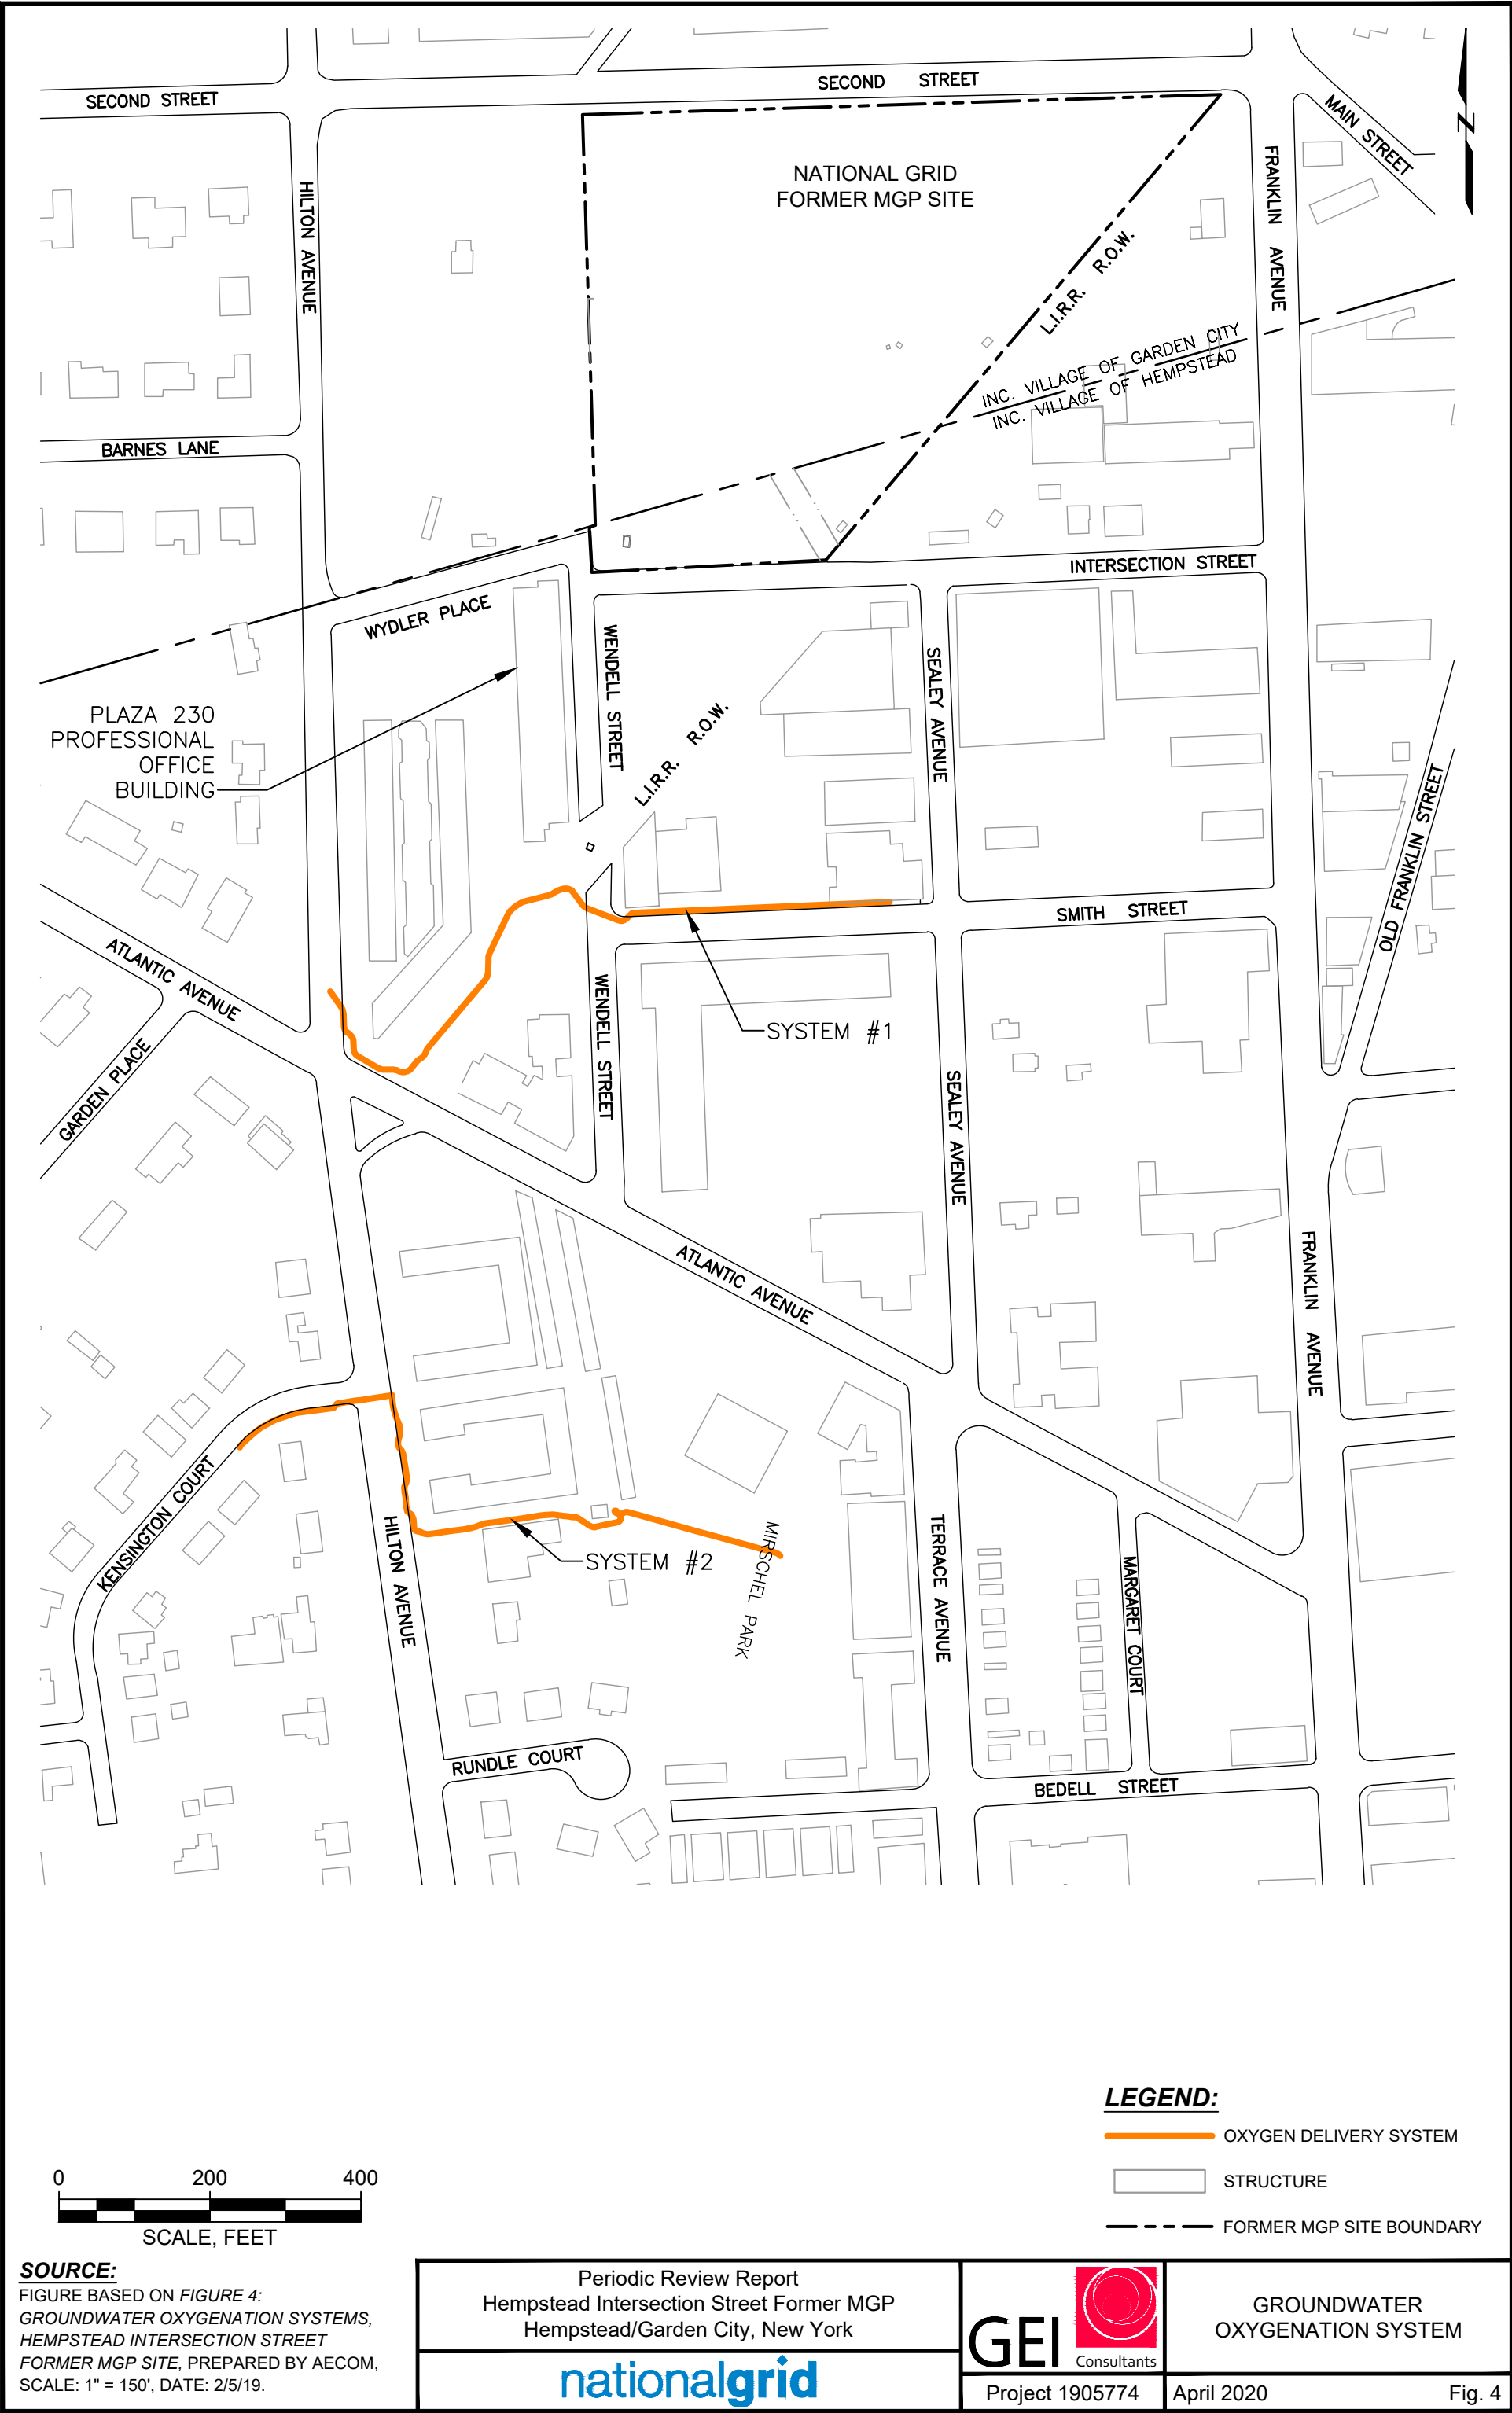 SECOND STREET
SECOND STREET
MAIN STREET
N
HILTON AVENUE
FRANKLIN AVENUE
NATIONAL GRID
FORMER MGP SITE
L.I.R.R. R.O.W.
INC. VILLAGE OF GARDEN CITY
INC. VILLAGE OF HEMPSTEAD
BARNES LANE
INTERSECTION STREET
WYDLER PLACE
WENDELL STREET
SEALEY AVENUE
PLAZA 230
PROFESSIONAL
OFFICE
BUILDING
L.I.R.R. R.O.W.
OLD FRANKLIN STREET
SMITH STREET
ATLANTIC AVENUE
WENDELL STREET
SYSTEM #1
GARDEN PLACE
SEALEY AVENUE
ATLANTIC AVENUE
FRANKLIN AVENUE
KENSINGTON COURT
HILTON AVENUE
SYSTEM #2
MIRSCHEL PARK
TERRACE AVENUE
MARGARET COURT
RUNDLE COURT
BEDELL STREET
LEGEND:
OXYGEN DELIVERY SYSTEM
STRUCTURE
FORMER MGP SITE BOUNDARY
0 200 400
SCALE, FEET
SOURCE:
FIGURE BASED ON FIGURE 4:
GROUNDWATER OXYGENATION SYSTEMS,
HEMPSTEAD INTERSECTION STREET
FORMER MGP SITE, PREPARED BY AECOM,
SCALE: 1" = 150', DATE: 2/5/19.
Periodic Review Report
Hempstead Intersection Street Former MGP
Hempstead/Garden City, New York
nationalgrid
GEI Consultants
Project 1905774
GROUNDWATER
OXYGENATION SYSTEM
April 2020
Fig. 4